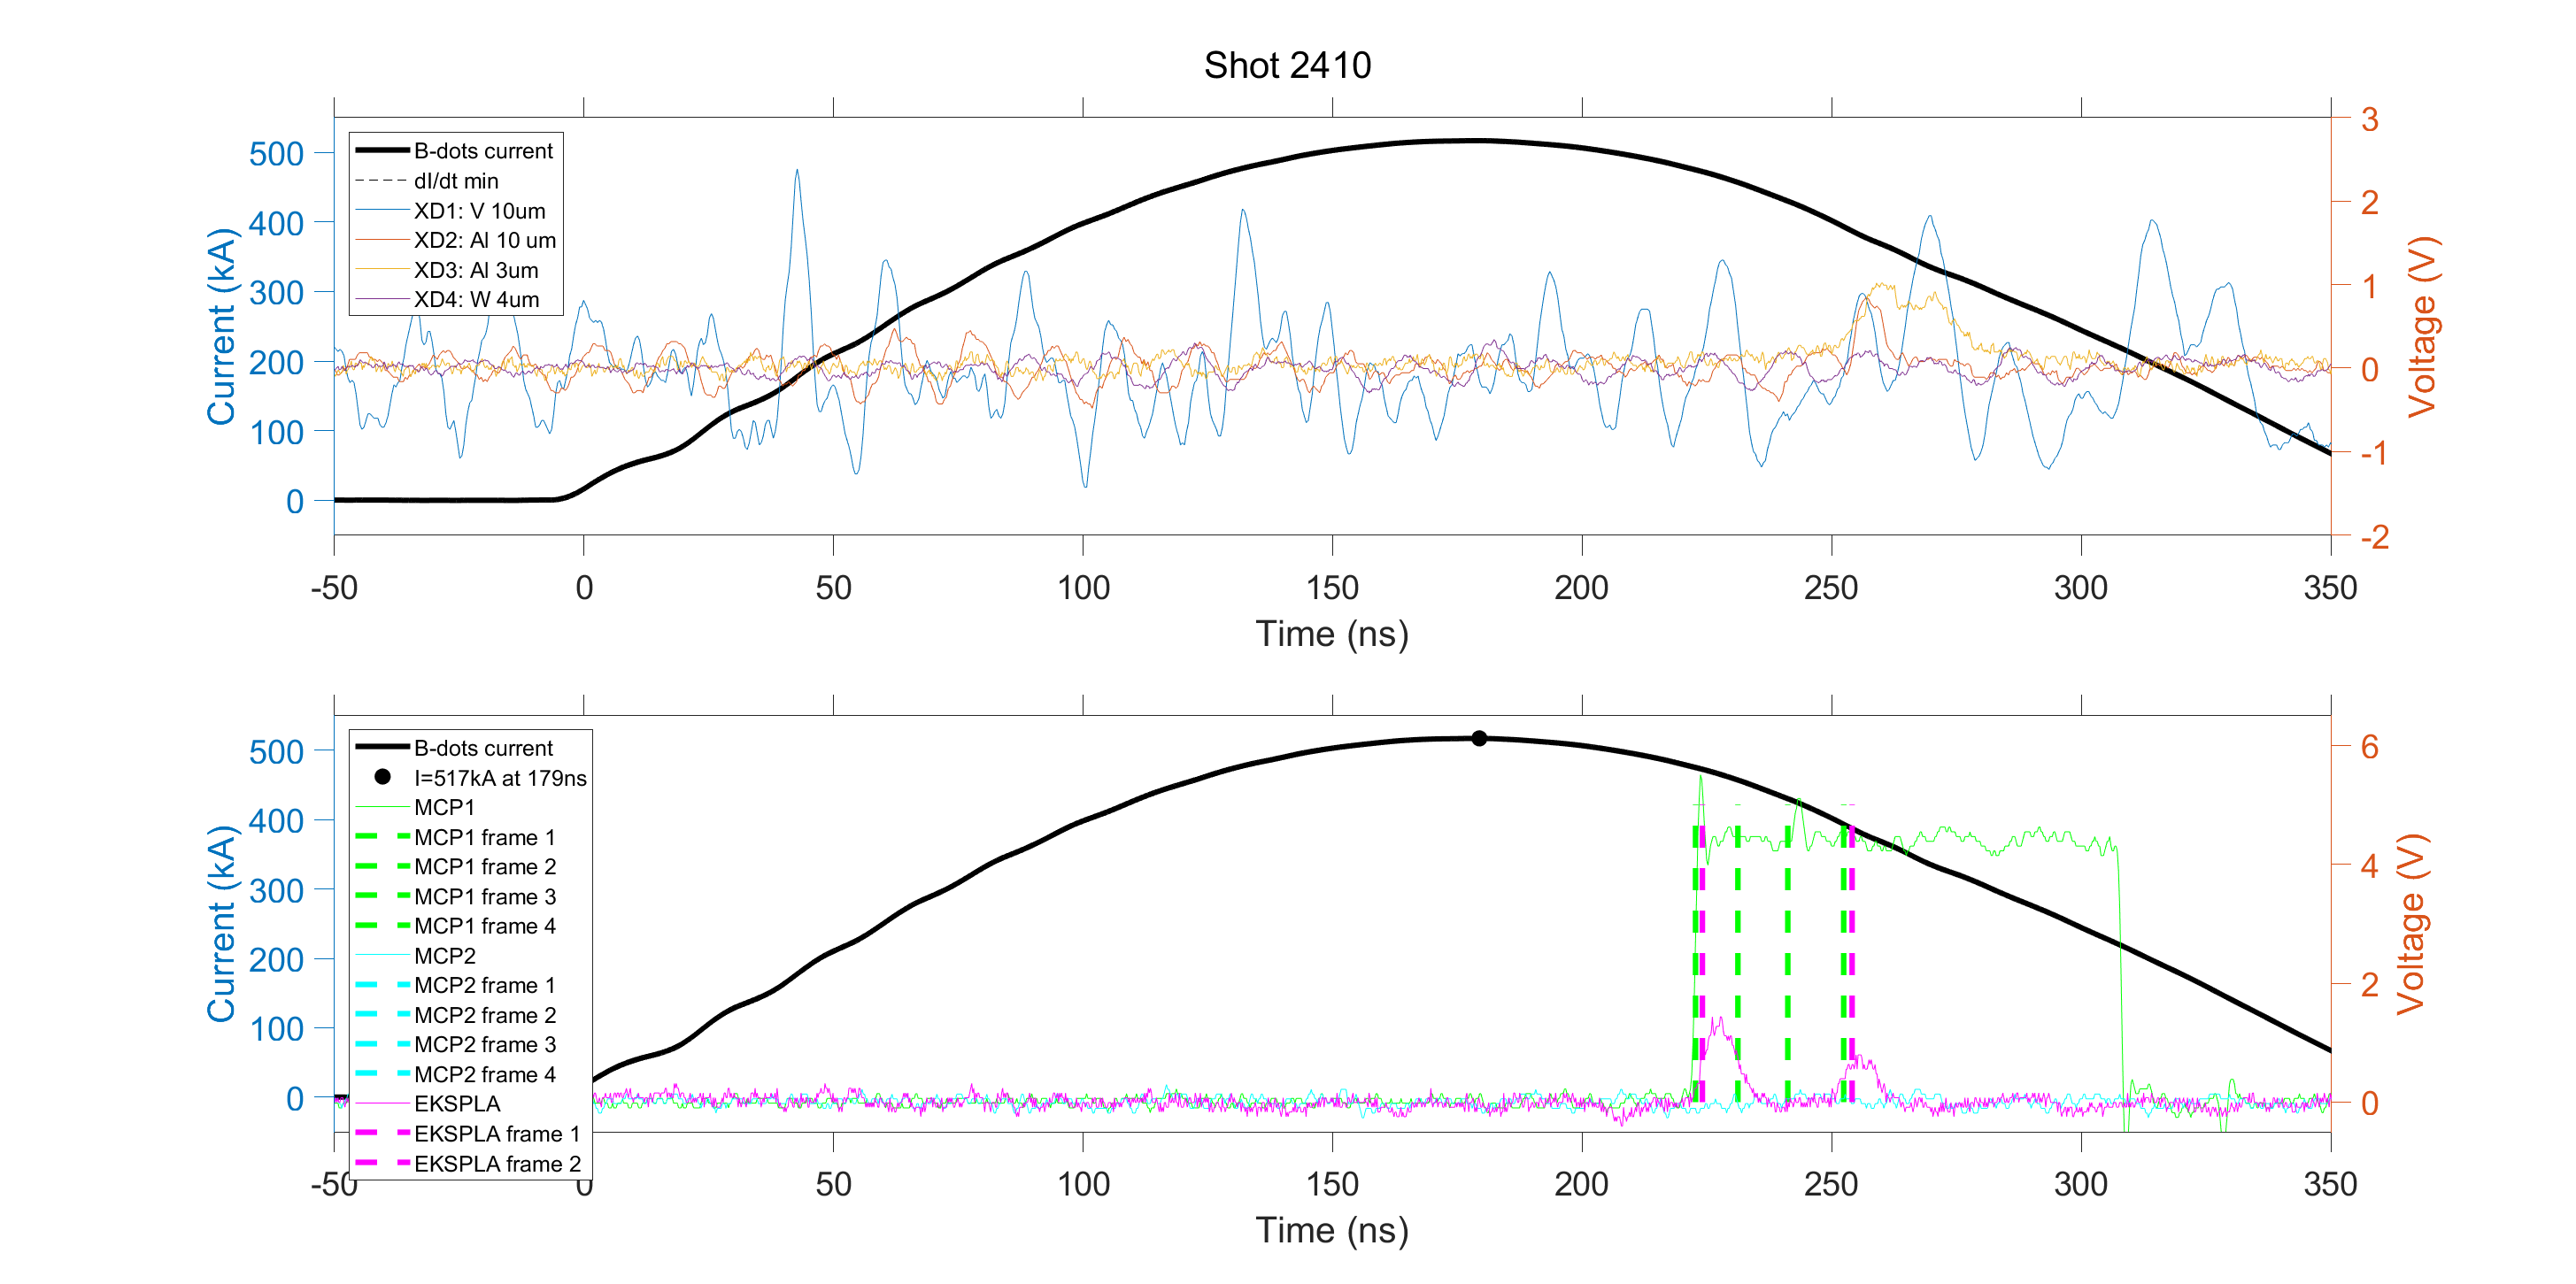 Shot 2410
B-dots current
dI/dt min
XD1: V 10um
XD2: Al 10 um
XD3: Al 3um
XD4: W 4um
Current (kA)
500
400
300
200
100
0
3
2
1
0
-1
-2
Voltage (V)
-50 0 50 100 150 200 250 300 350
Time (ns)
B-dots current
I=517kA at 179ns
MCP1
MCP1 frame 1
MCP1 frame 2
MCP1 frame 3
MCP1 frame 4
MCP2
MCP2 frame 1
MCP2 frame 2
MCP2 frame 3
MCP2 frame 4
EKSPLA
EKSPLA frame 1
EKSPLA frame 2
Current (kA)
500
400
300
200
100
0
6
4
2
0
Voltage (V)
-50 0 50 100 150 200 250 300 350
Time (ns)